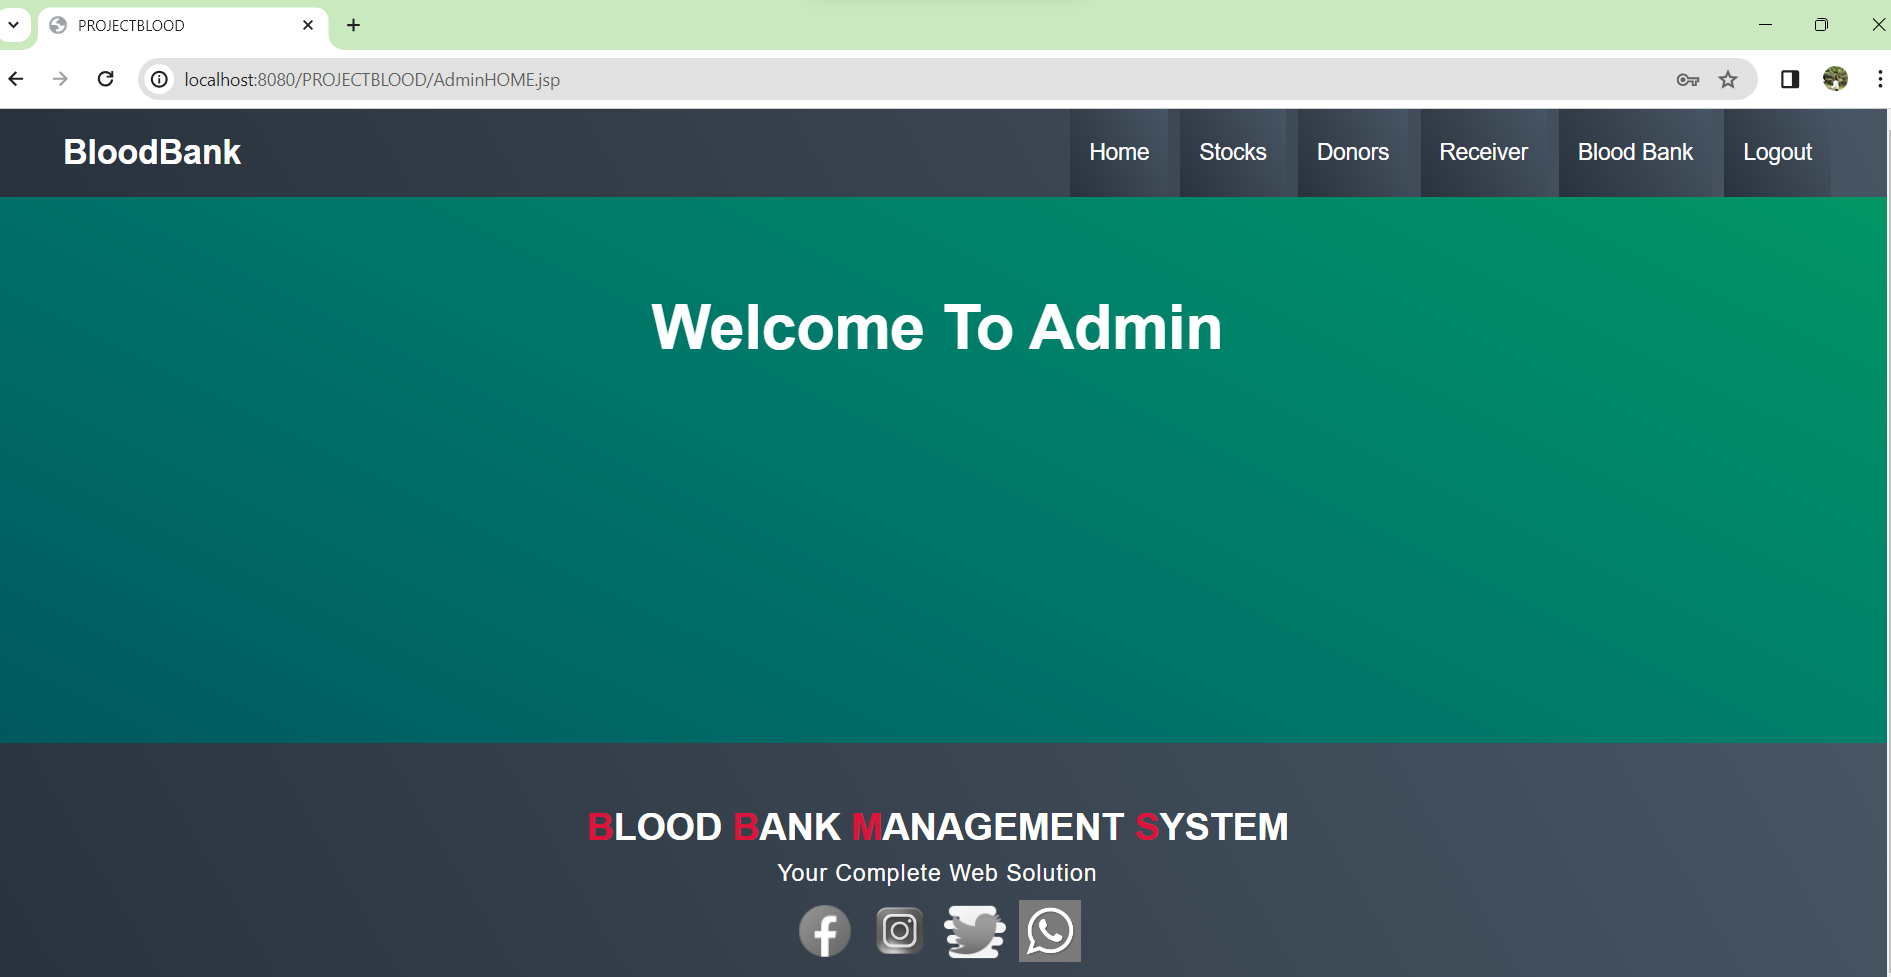 PROJECTBLOOD
localhost:8080/PROJECTBLOOD/AdminHOME.jsp
BloodBank Home Stocks Donors Receiver Blood Bank Logout
Welcome To Admin
BLOOD BANK MANAGEMENT SYSTEM
Your Complete Web Solution